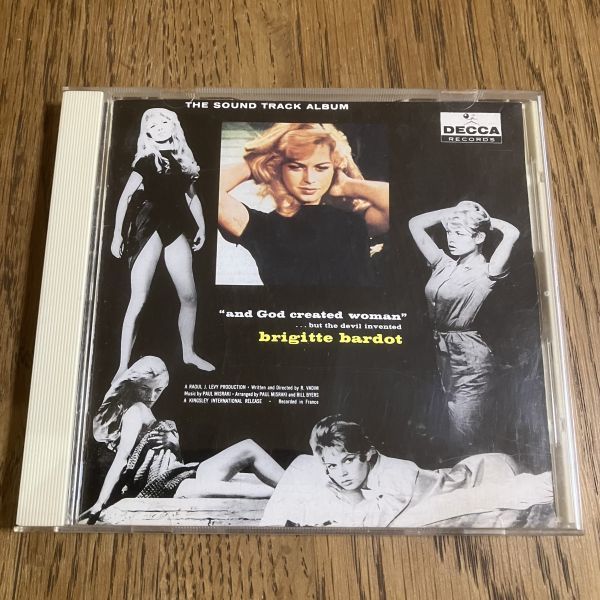 THE SOUND TRACK ALBUM
DECCA
RECORDS
"and God created woman"
...but the devil invented
brigitte bardot
A RAOUL J. LEVY PRODUCTION • Written and Directed by R. VADIM
Music by PAUL MISRAKI • Arranged by PAUL MISRAKI and BILL BYERS
A KINGSLEY INTERNATIONAL RELEASE • Recorded in France